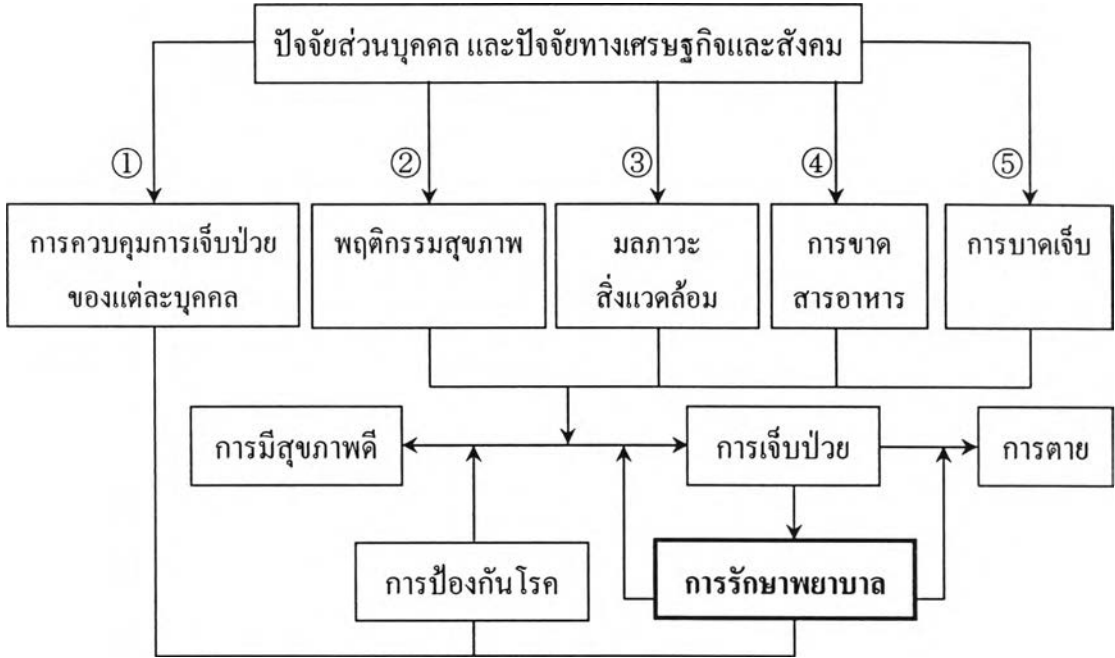 ปัจจัยส่วนบุคคล และปัจจัยทางเศรษฐกิจและสังคม
①
②
③
④
⑤
การควบคุมการเจ็บป่วย
ของแต่ละบุคคล
พฤติกรรมสุขภาพ
มลภาวะ
สิ่งแวดล้อม
การขาด
สารอาหาร
การบาดเจ็บ
การมีสุขภาพดี
การเจ็บป่วย
การตาย
การป้องกันโรค
การรักษาพยาบาล